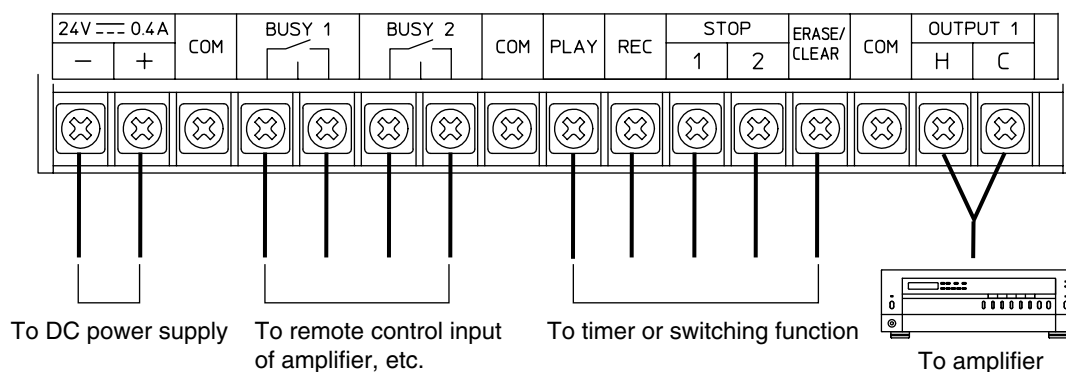 24V 0.4A
COM
BUSY 1
BUSY 2
COM
PLAY
REC
STOP
ERASE/
CLEAR
COM
OUTPUT 1
− +
1 2
H C
To DC power supply
To remote control input
of amplifier, etc.
To timer or switching function
To amplifier